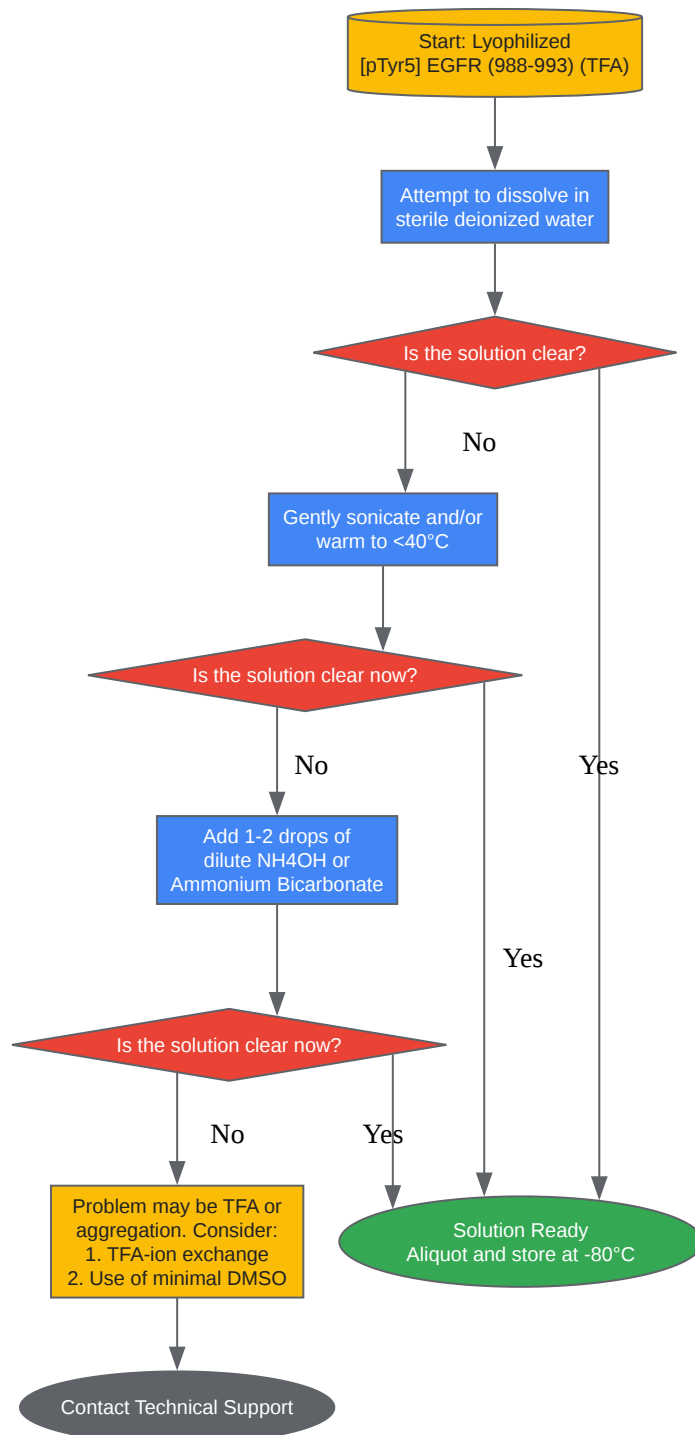 Start: Lyophilized
[pTyr5] EGFR (988-993) (TFA)
Attempt to dissolve in
sterile deionized water
Is the solution clear?
No
Gently sonicate and/or
warm to <40°C
Is the solution clear now?
No
Yes
Add 1-2 drops of
dilute NH4OH or
Ammonium Bicarbonate
Yes
Is the solution clear now?
No
Yes
Problem may be TFA or
aggregation. Consider:
1. TFA-ion exchange
2. Use of minimal DMSO
Solution Ready
Aliquot and store at -80°C
Contact Technical Support